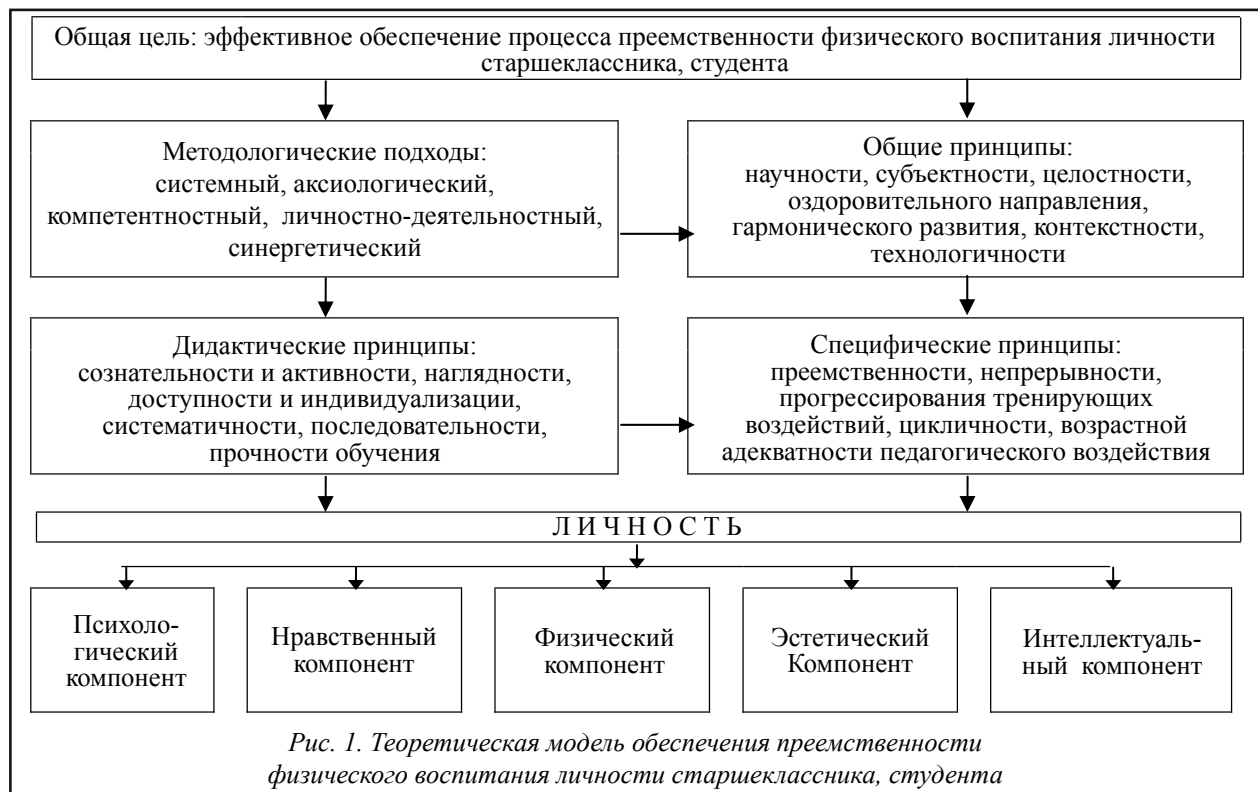 Общая цель: эффективное обеспечение процесса преемственности физического воспитания личности
старшеклассника, студента
Методологические подходы:
системный, аксиологический,
компетентностный, личностно-деятельностный,
синергетический
Общие принципы:
научности, субъектности, целостности,
оздоровительного направления,
гармонического развития, контекстности,
технологичности
Дидактические принципы:
сознательности и активности, наглядности,
доступности и индивидуализации,
систематичности, последовательности,
прочности обучения
Специфические принципы:
преемственности, непрерывности,
прогрессирования тренирующих
воздействий, цикличности, возрастной
адекватности педагогического воздействия
Л И Ч Н О С Т Ь
Психоло-
гический
компонент
Нравственный
компонент
Физический
компонент
Эстетический
Компонент
Интеллектуаль-
ный компонент
Рис. 1. Теоретическая модель обеспечения преемственности
физического воспитания личности старшеклассника, студента